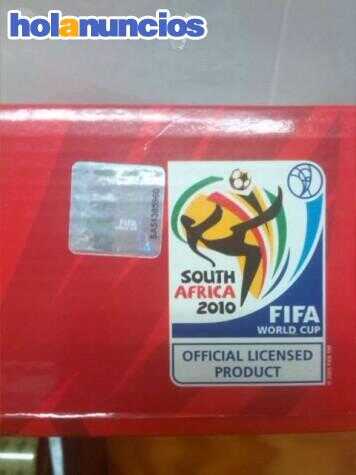 holanuncios
SOUTH
AFRICA
2010
FIFA
WORLD CUP
OFFICIAL LICENSED
PRODUCT